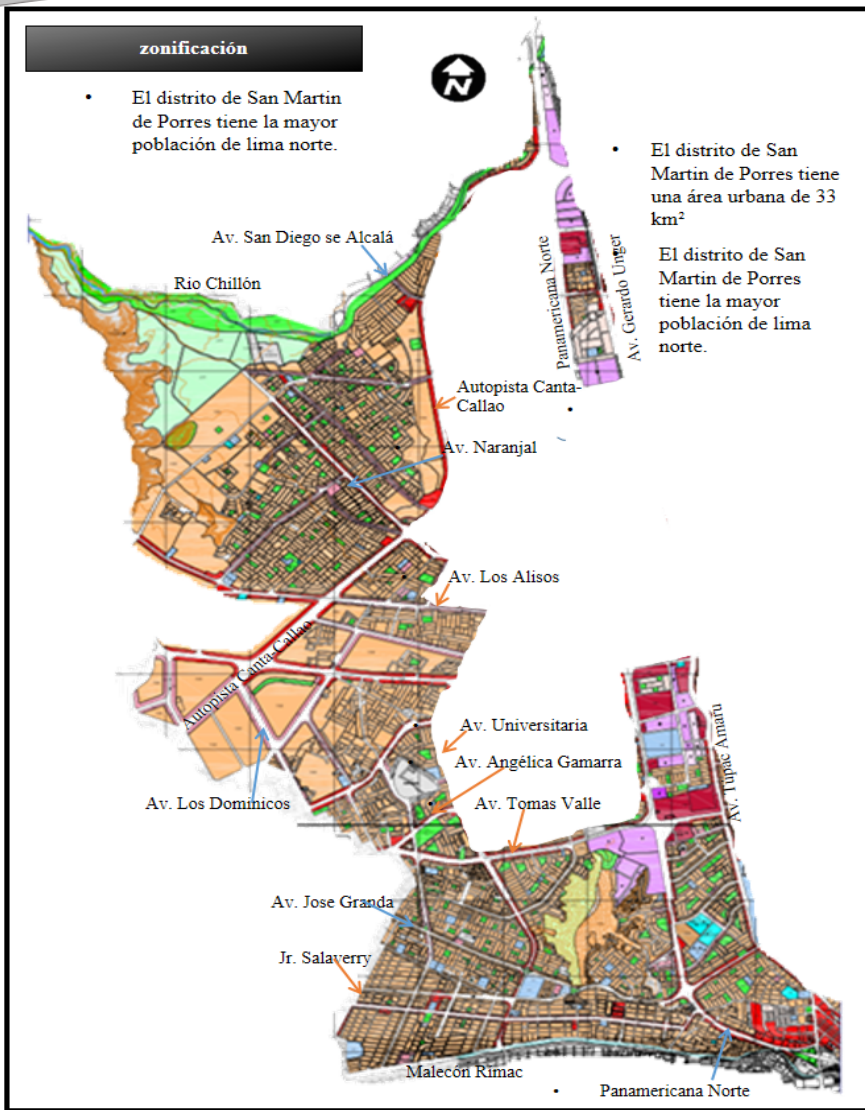 zonificación
N
• El distrito de San Martin
de Porres tiene la mayor
población de lima norte.
• El distrito de San
Martin de Porres tiene
una área urbana de 33
km²
El distrito de San
Martin de Porres
tiene la mayor
población de lima
norte.
Av. San Diego se Alcalá
Río Chillón
Panamericana Norte
Av. Gerardo Unger
Autopista Canta-
Callao
Av. Naranjal
Av. Los Alisos
Autopista Canta-Callao
Av. Universitaria
Av. Angélica Gamarra
Av. Los Dominicos
Av. Tomas Valle
Av. Túpac Amaru
Av. Jose Granda
Jr. Salaverry
Malecón Rimac
Panamericana Norte